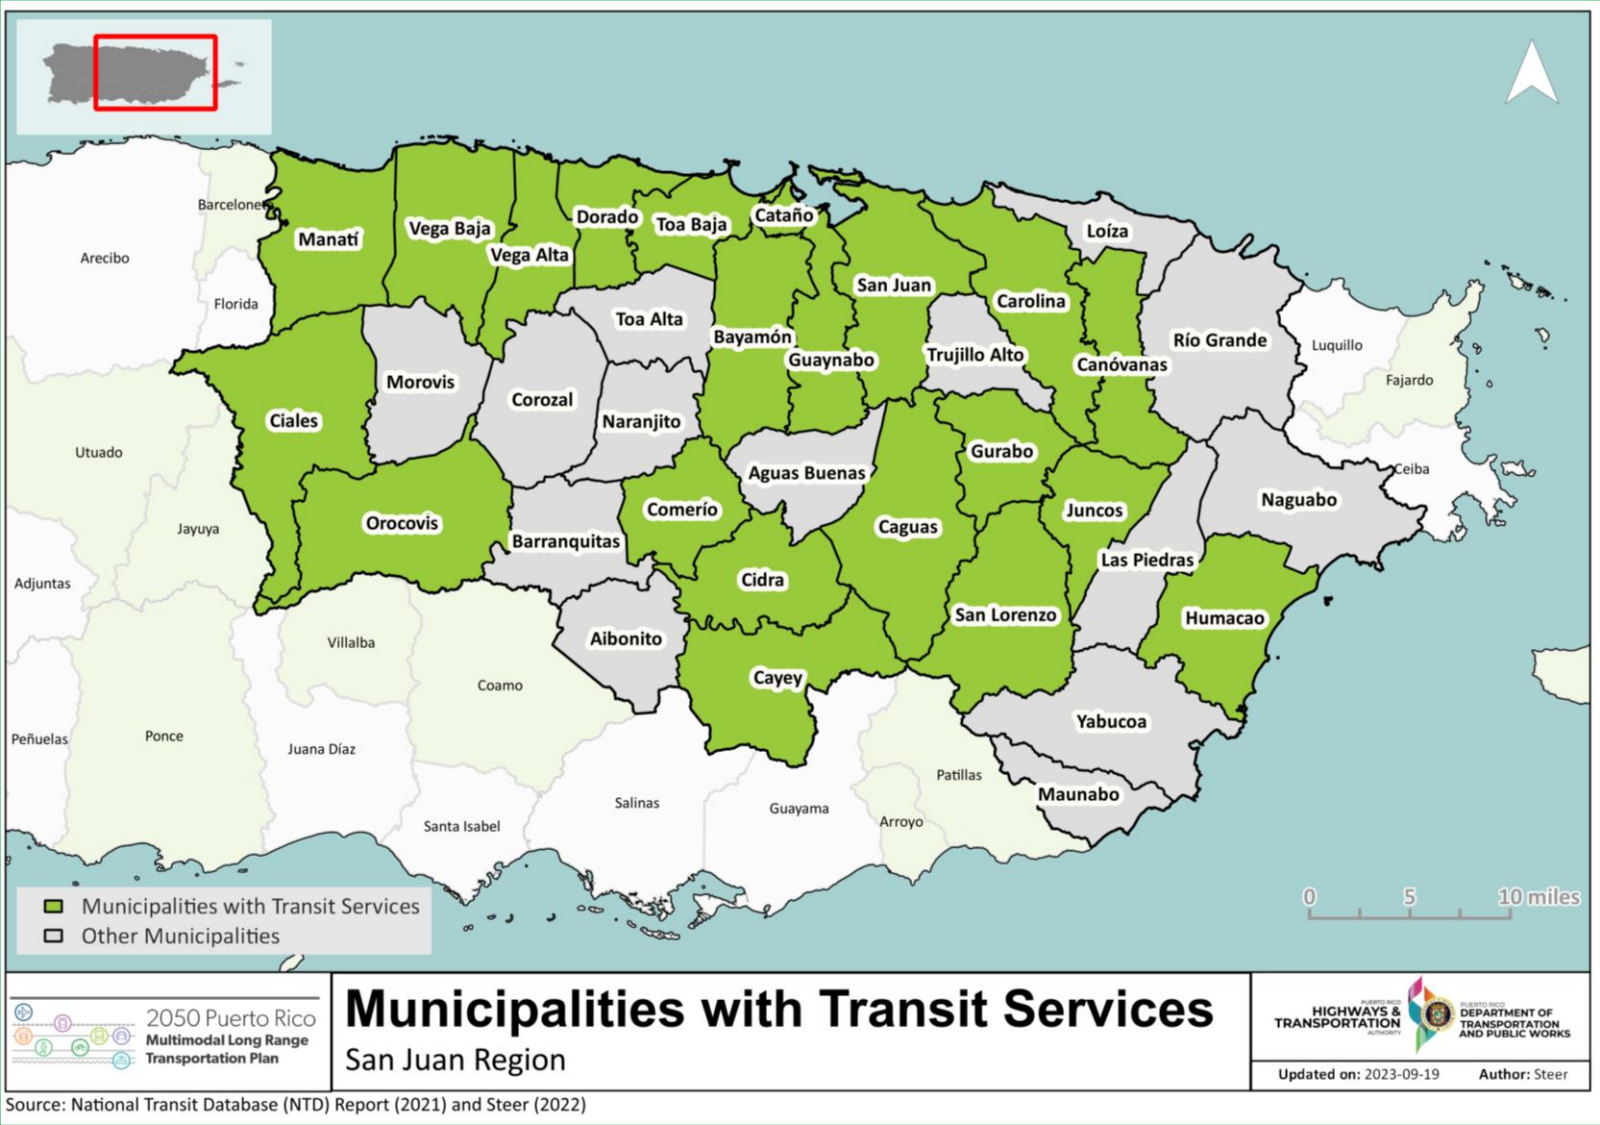 Barcelone
Arecibo
Florida
Manatí
Vega Baja
Vega Alta
Dorado
Toa Baja
Cataño
San Juan
Carolina
Loíza
Toa Alta
Bayamón
Guaynabo
Trujillo Alto
Canóvanas
Río Grande
Luquillo
Fajardo
Ciales
Morovis
Corozal
Naranjito
Utuado
Aguas Buenas
Gurabo
Ceiba
Naguabo
Jayuya
Orocovis
Barranquitas
Comerío
Caguas
Juncos
Las Piedras
Adjuntas
Cidra
San Lorenzo
Humacao
Villalba
Aibonito
Coamo
Cayey
Yabucoa
Peñuelas
Ponce
Juana Díaz
Patillas
Maunabo
Santa Isabel
Salinas
Guayama
Arroyo
Municipalities with Transit Services
Other Municipalities
0 5 10 miles
2050 Puerto Rico
Multimodal Long Range
Transportation Plan
Municipalities with Transit Services
San Juan Region
PUERTO RICO
HIGHWAYS &
TRANSPORTATION
AUTHORITY
PUERTO RICO
DEPARTMENT OF
TRANSPORTATION
AND PUBLIC WORKS
Updated on: 2023-09-19 Author: Steer
Source: National Transit Database (NTD) Report (2021) and Steer (2022)